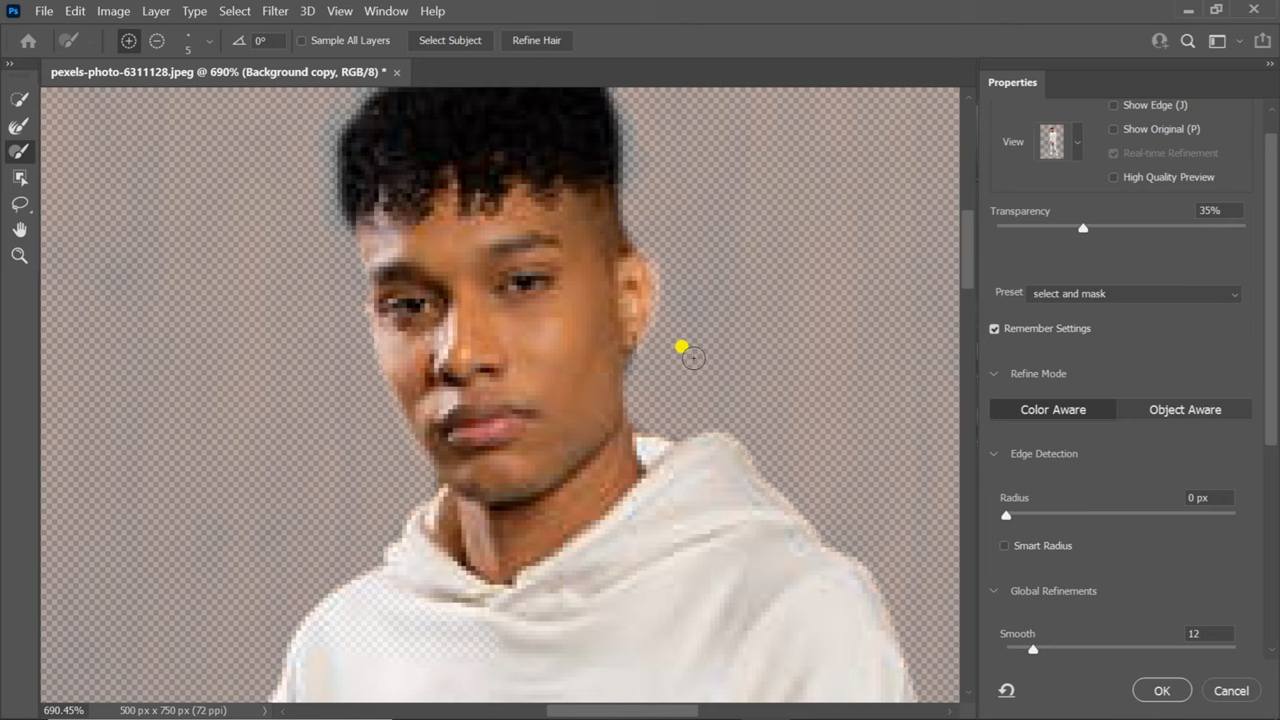 Ps File Edit Image Layer Type Select Filter 3D View Window Help
5 0° Sample All Layers Select Subject Refine Hair
pexels-photo-6311128.jpeg @ 690% (Background copy, RGB/8) *
Properties
Show Edge (J)
View Show Original (P)
Real-time Refinement
High Quality Preview
Transparency 35%
Preset select and mask
Remember Settings
Refine Mode
Color Aware Object Aware
Edge Detection
Radius 0 px
Smart Radius
Global Refinements
Smooth 12
OK Cancel
690.45% 500 px x 750 px (72 ppi)